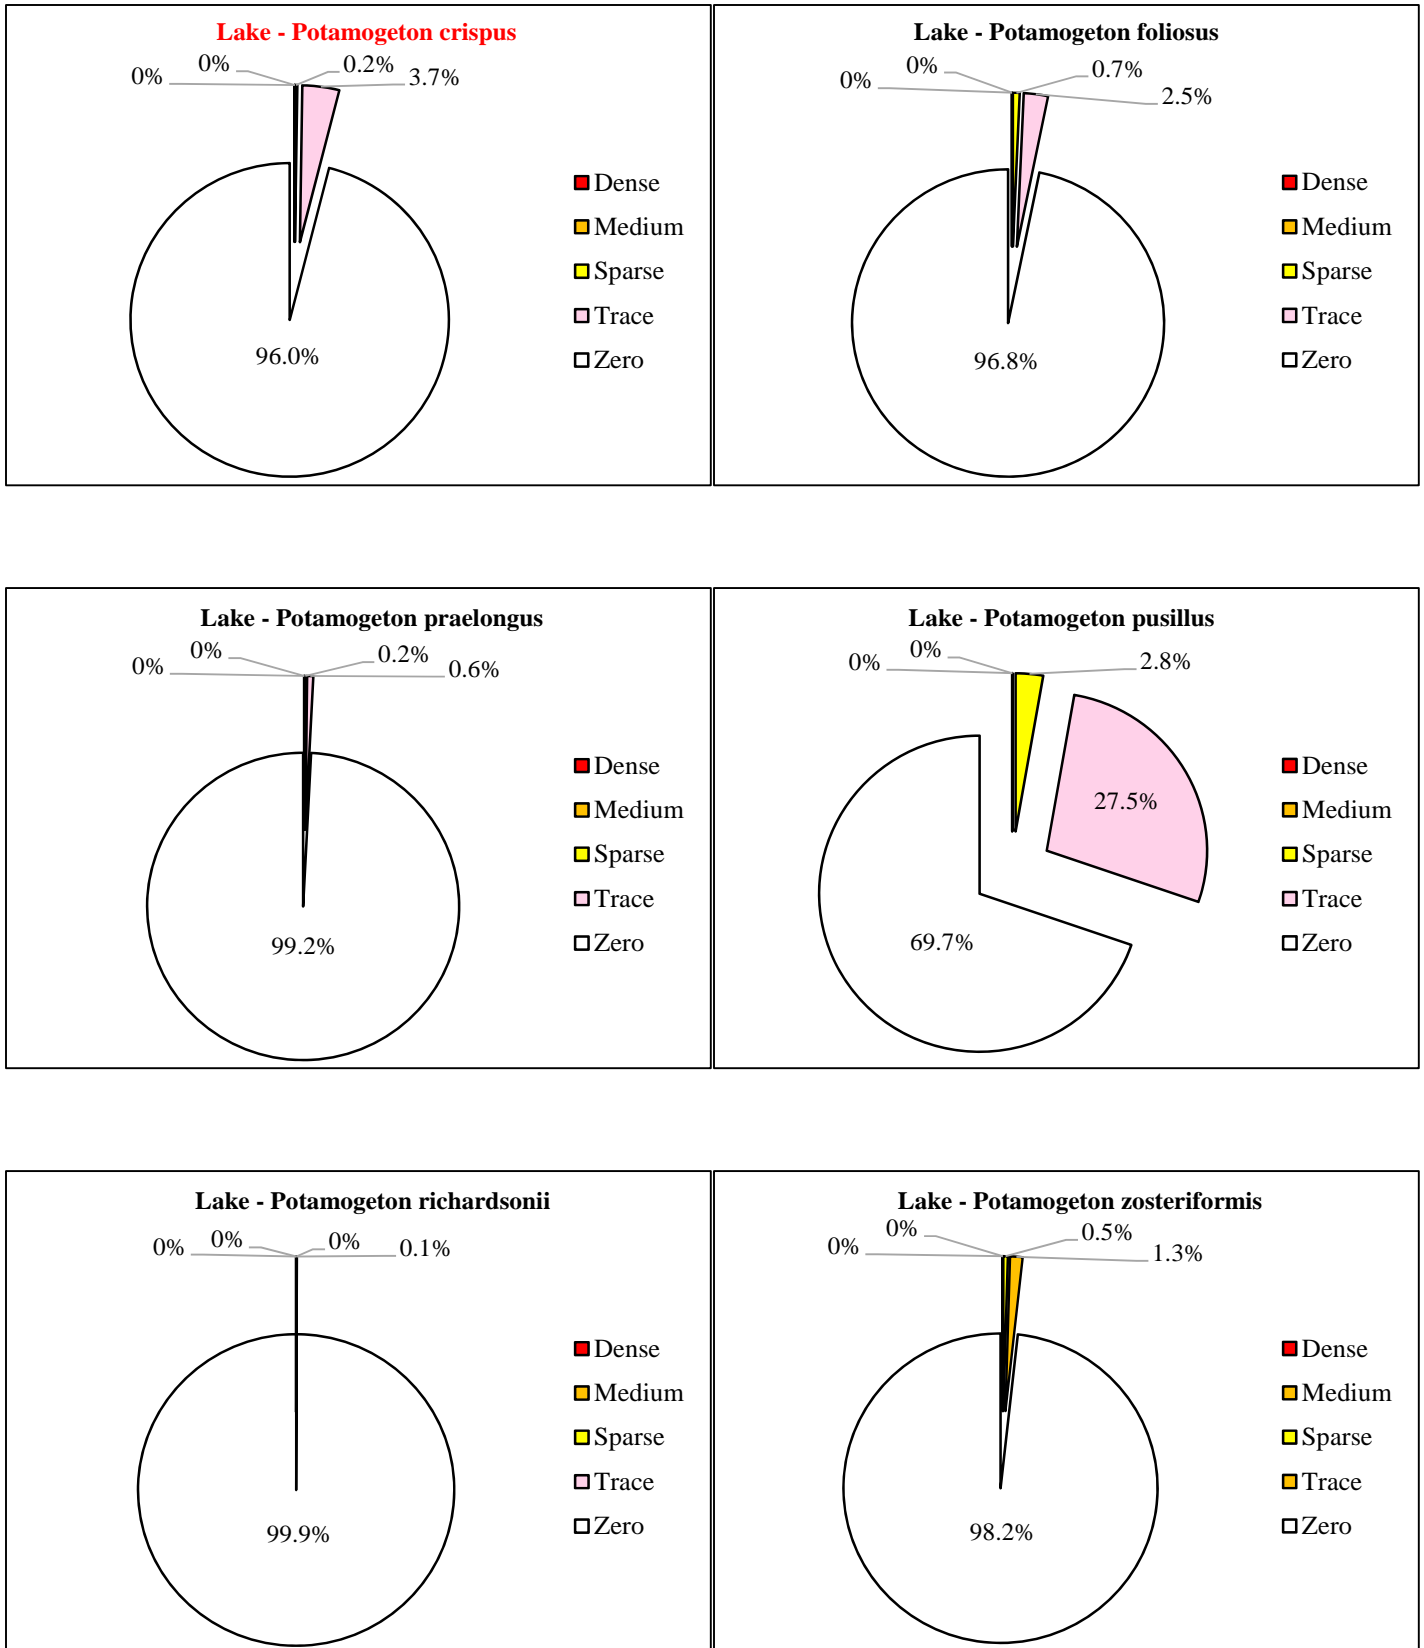 Lake - Potamogeton crispus
0% 0% 0.2% 3.7%
Dense
Medium
Sparse
Trace
Zero
96.0%
Lake - Potamogeton foliosus
0% 0% 0.7% 2.5%
Dense
Medium
Sparse
Trace
Zero
96.8%
Lake - Potamogeton praelongus
0% 0% 0.2% 0.6%
Dense
Medium
Sparse
Trace
Zero
99.2%
Lake - Potamogeton pusillus
0% 0% 2.8%
27.5%
Dense
Medium
Sparse
Trace
Zero
69.7%
Lake - Potamogeton richardsonii
0% 0% 0% 0.1%
Dense
Medium
Sparse
Trace
Zero
99.9%
Lake - Potamogeton zosteriformis
0% 0% 0.5% 1.3%
Dense
Medium
Sparse
Trace
Zero
98.2%